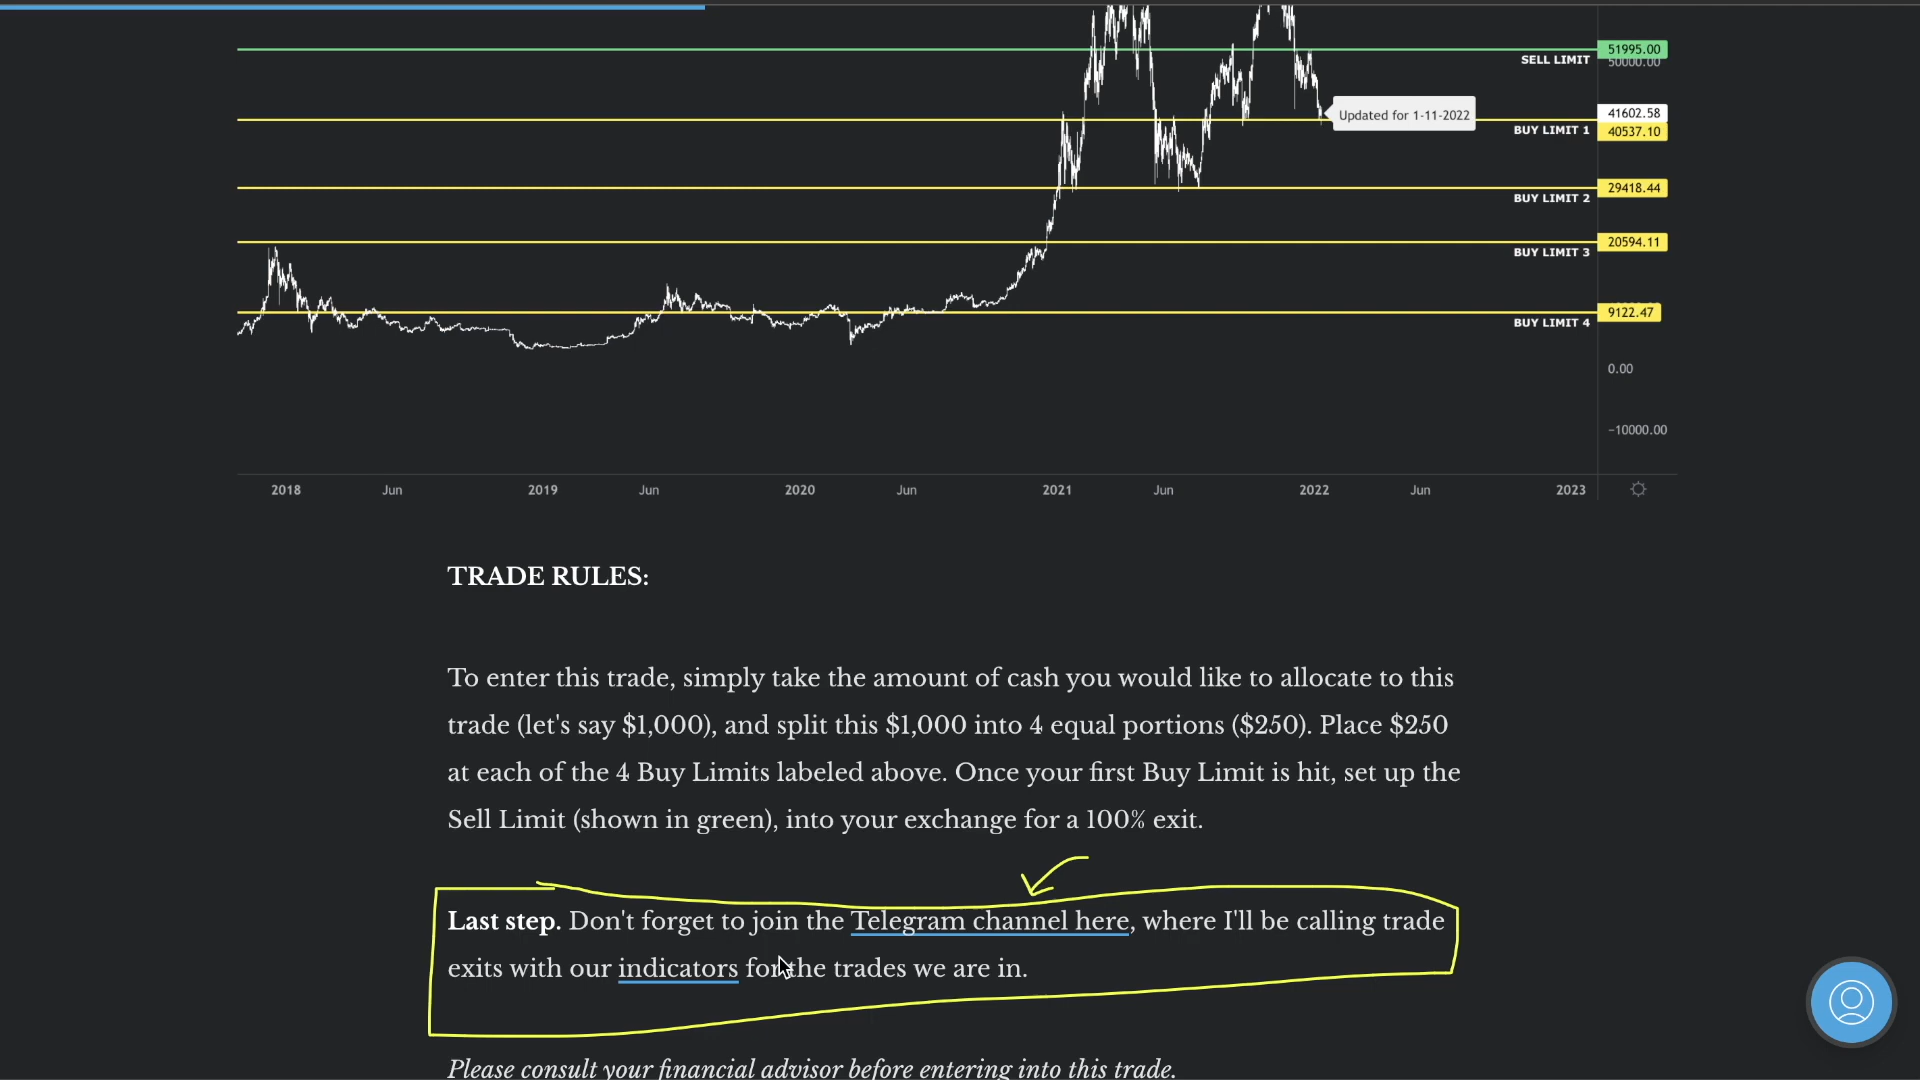 51995.00
SELL LIMIT
50000.00
41602.58
Updated for 1-11-2022
BUY LIMIT 1
40537.10
29418.44
BUY LIMIT 2
20594.11
BUY LIMIT 3
9122.47
BUY LIMIT 4
0.00
-10000.00
2018 Jun 2019 Jun 2020 Jun 2021 Jun 2022 Jun 2023
TRADE RULES:
To enter this trade, simply take the amount of cash you would like to allocate to this
trade (let's say $1,000), and split this $1,000 into 4 equal portions ($250). Place $250
at each of the 4 Buy Limits labeled above. Once your first Buy Limit is hit, set up the
Sell Limit (shown in green), into your exchange for a 100% exit.
Last step. Don't forget to join the Telegram channel here, where I'll be calling trade
exits with our indicators for the trades we are in.
Please consult your financial advisor before entering into this trade.